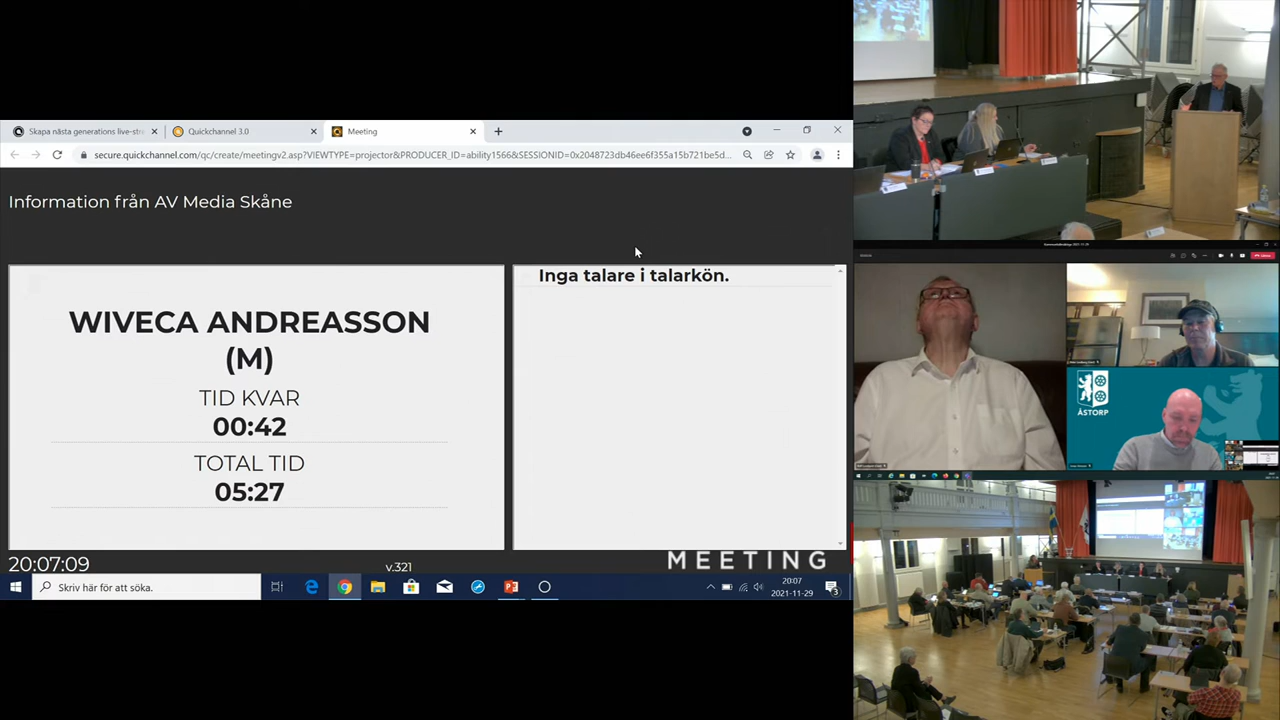 Skapa nästa generations live-str
Quickchannel 3.0
Meeting
secure.quickchannel.com/qc/create/meetingv2.asp?VIEWTYPE=projector&PRODUCER_ID=ability1566&SESSIONID=0x2048723db46ee6f355a15b721be5d...
Information från AV Media Skåne
WIVECA ANDREASSON
(M)
TID KVAR
00:42
TOTAL TID
05:27
Inga talare i talarkön.
20:07:09
v.321
MEETING
Skriv här för att söka.
20:07
2021-11-29
3
ÅSTORP